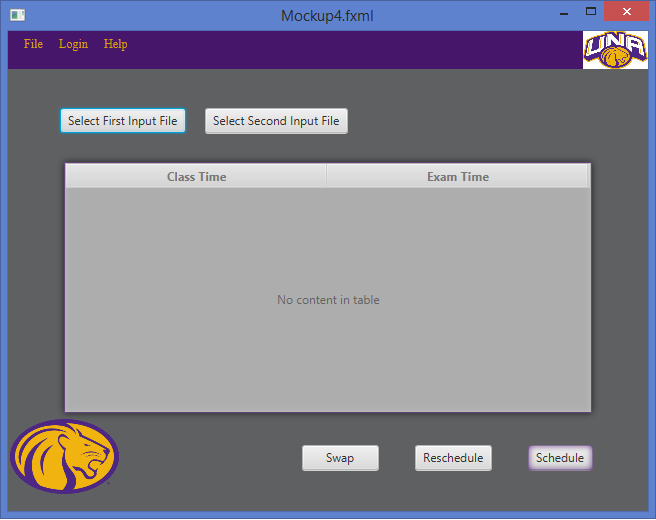 Mockup4.fxml
File Login Help
UNA
Select First Input File Select Second Input File
Class Time Exam Time
No content in table
Swap Reschedule Schedule